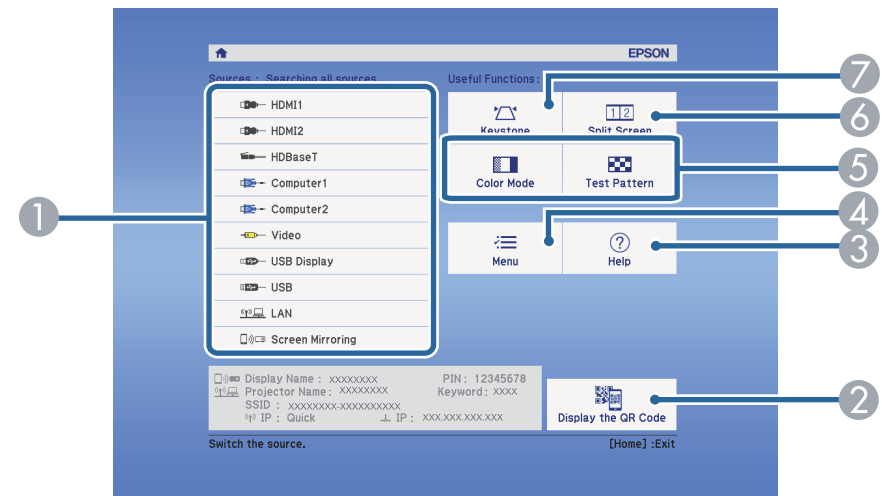 EPSON
Sources : Searching all sources
Useful Functions :
HDMI1
HDMI2
HDBaseT
Computer1
Computer2
Video
USB Display
USB
LAN
Screen Mirroring
Keystone
1 2
Split Screen
Color Mode
Test Pattern
Menu
?
Help
Display Name : xxxxxxxx
PIN : 12345678
Projector Name : xxxxxxxx
Keyword : xxxx
SSID : xxxxxxxx-xxxxxxxxxx
IP : Quick
IP : xxx.xxx.xxx.xxx
Display the QR Code
Switch the source.
[Home] :Exit
1
7
6
5
4
3
2